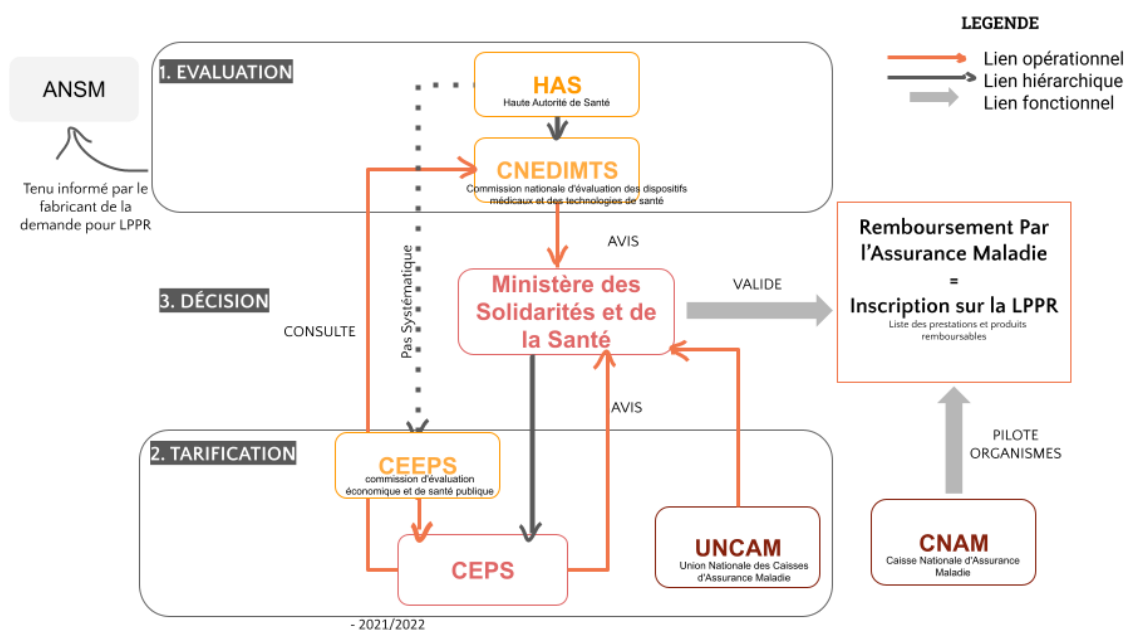 LEGENDE
Lien opérationnel
Lien hiérarchique
Lien fonctionnel
ANSM
Tenu informé par le
fabricant de la
demande pour LPPR
1. EVALUATION
HAS
Haute Autorité de Santé
CNEDIMTS
Commission nationale d'évaluation des dispositifs
médicaux et des technologies de santé
AVIS
Pas Systématique
3. DÉCISION
CONSULTE
Ministère des
Solidarités et de
la Santé
VALIDE
Remboursement Par
l'Assurance Maladie
=
Inscription sur la LPPR
Liste des prestations et produits
remboursables
AVIS
PILOTE
ORGANISMES
2. TARIFICATION
CEEPS
commission d'évaluation
économique et de santé publique
CEPS
UNCAM
Union Nationale des Caisses
d'Assurance Maladie
CNAM
Caisse Nationale d'Assurance
Maladie
- 2021/2022